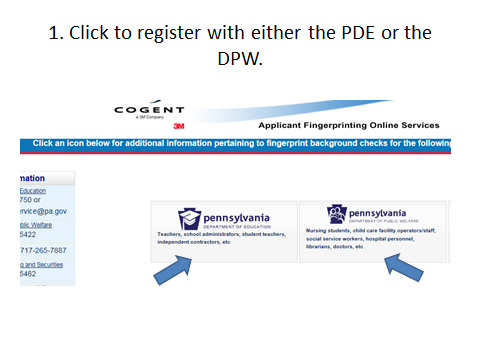 1. Click to register with either the PDE or the
DPW.
COGENT
a 3M Company
3M
Applicant Fingerprinting Online Services
Click an icon below for additional information pertaining to fingerprint background checks for the following
mation
Education
750 or
rvice@pa.gov
blic Welfare
5422
717-265-7887
g and Securities
5482
pennsylvania
DEPARTMENT OF EDUCATION
Teachers, school administrators, student teachers,
independent contractors, etc
pennsylvania
DEPARTMENT OF PUBLIC WELFARE
Nursing students, child care facility operators/staff,
social service workers, hospital personnel,
librarians, doctors, etc